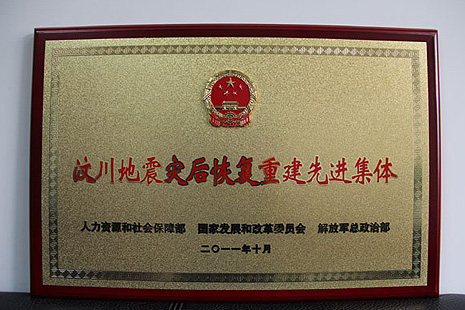 汶川地震灾后恢复重建先进集体
人力资源和社会保障部 国家发展和改革委员会 解放军总政治部
二〇一一年十月